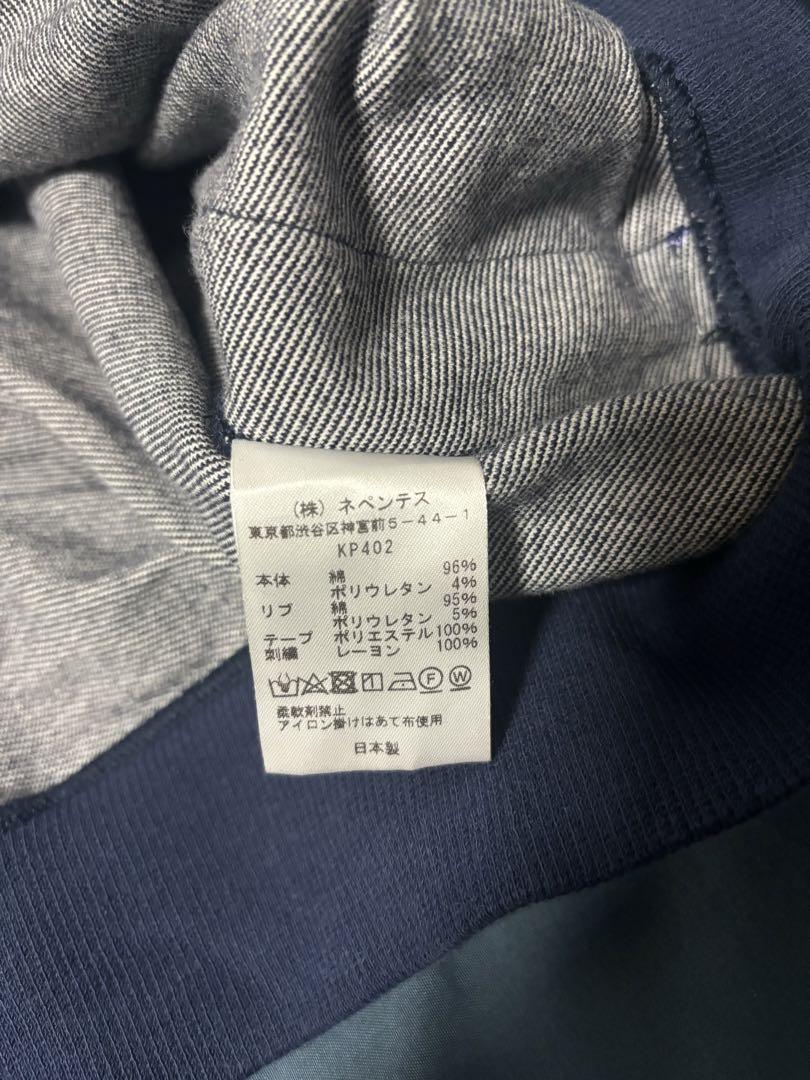 (株) ネペンテス
東京都渋谷区神宮前5-44-1
KP402
本体 綿 96%
ポリウレタン 4%
リブ 綿 95%
ポリウレタン 5%
テープ ポリエステル100%
刺繍 レーヨン 100%
F W
柔軟剤禁止
アイロン掛けはあて布使用
日本製